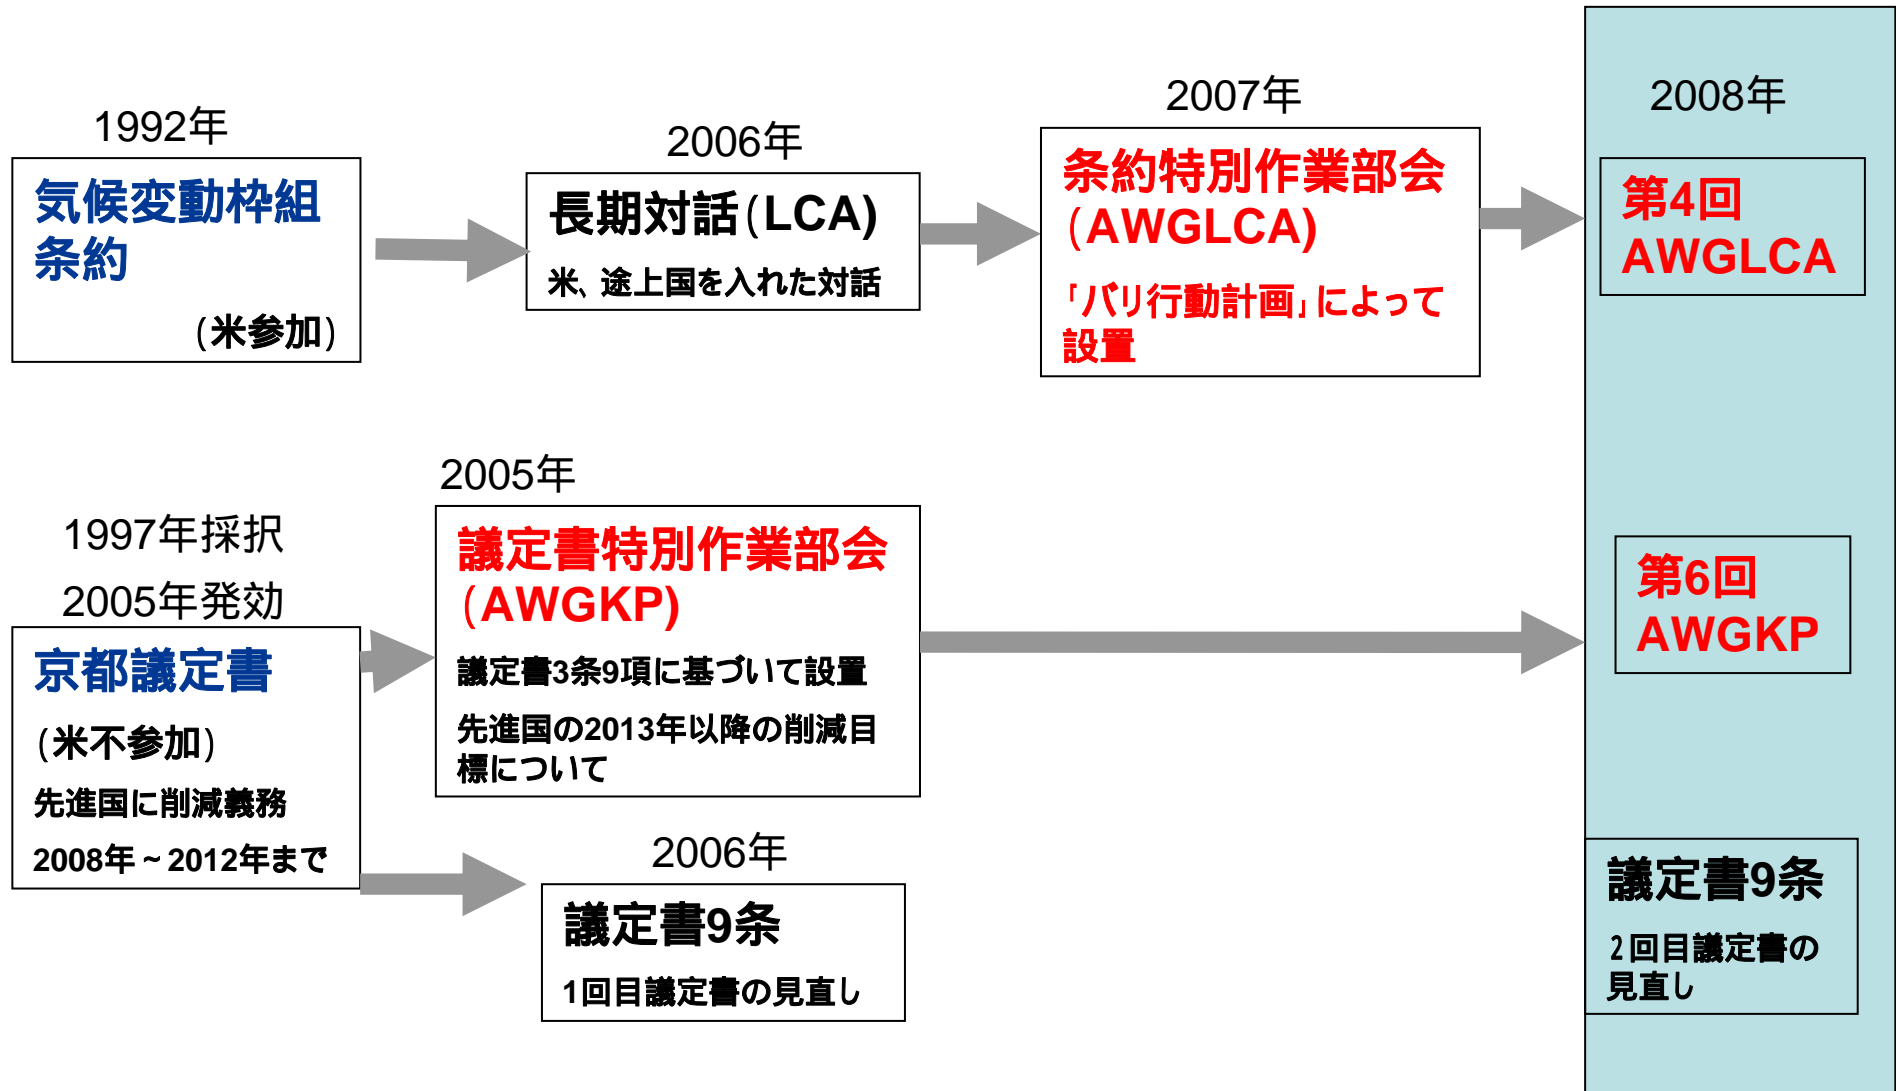 1992年
気候変動枠組
条約
(米参加)
2006年
長期対話(LCA)
米、途上国を入れた対話
2007年
条約特別作業部会
(AWGLCA)
「バリ行動計画」によって
設置
2008年
第4回
AWGLCA
1997年採択
2005年発効
京都議定書
(米不参加)
先進国に削減義務
2008年~2012年まで
2005年
議定書特別作業部会
(AWGKP)
議定書3条9項に基づいて設置
先進国の2013年以降の削減目
標について
第6回
AWGKP
2006年
議定書9条
1回目議定書の見直し
議定書9条
2回目議定書の
見直し